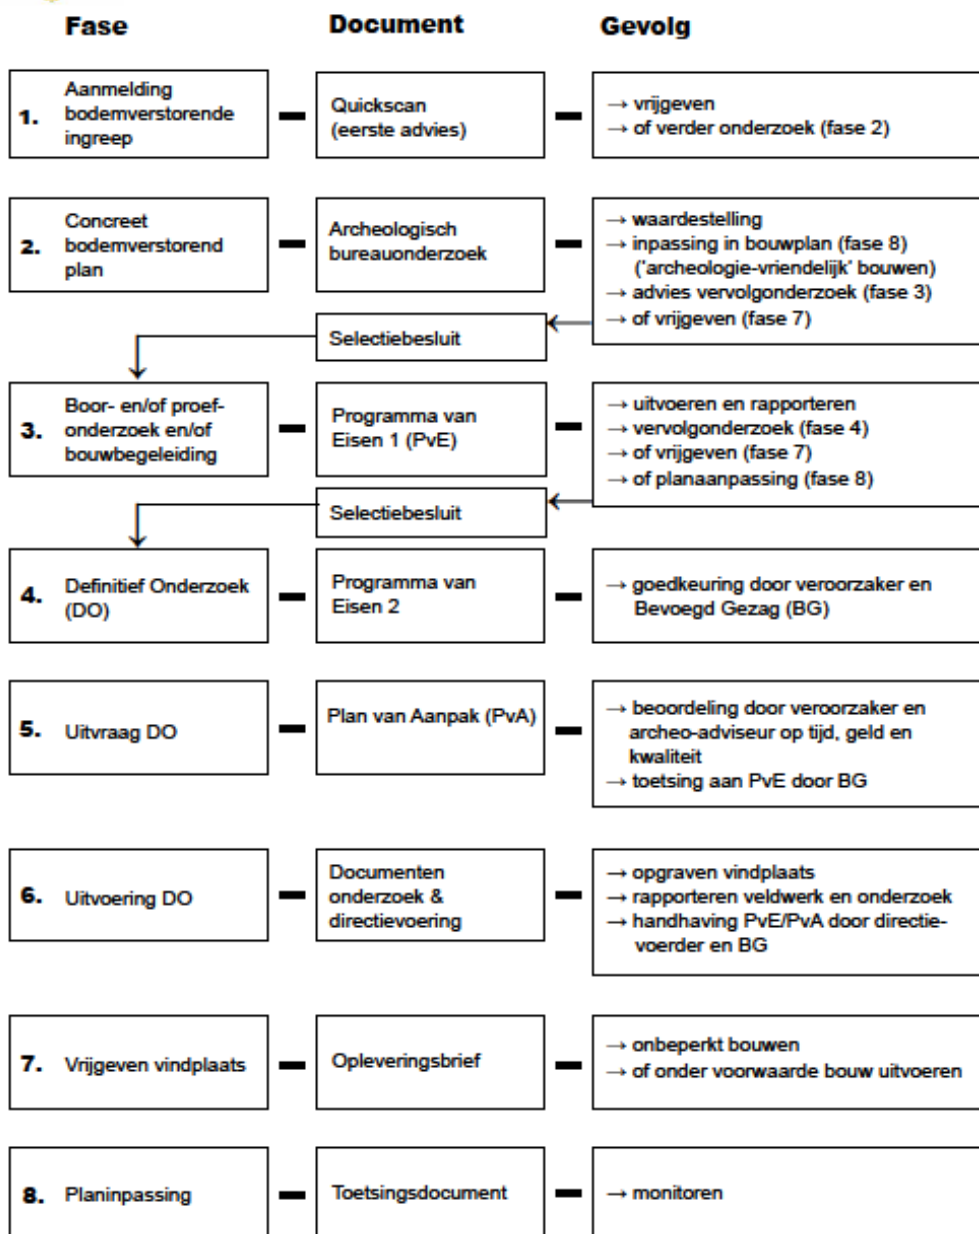 Fase
Document
Gevolg
1.
Aanmelding
bodemverstorende
ingreep
Quickscan
(eerste advies)
→ vrijgeven
→ of verder onderzoek (fase 2)
2.
Concreet
bodemverstorend
plan
Archeologisch
bureauonderzoek
→ waardestelling
→ inpassing in bouwplan (fase 8)
('archeologie-vriendelijk' bouwen)
→ advies vervolgonderzoek (fase 3)
→ of vrijgeven (fase 7)
Selectiebesluit
3.
Boor- en/of proef-
onderzoek en/of
bouwbegeleiding
Programma van
Eisen 1 (PvE)
→ uitvoeren en rapporteren
→ vervolgonderzoek (fase 4)
→ of vrijgeven (fase 7)
→ of planaanpassing (fase 8)
Selectiebesluit
4.
Definitief Onderzoek
(DO)
Programma van
Eisen 2
→ goedkeuring door veroorzaker en
Bevoegd Gezag (BG)
5.
Uitvraag DO
Plan van Aanpak (PvA)
→ beoordeling door veroorzaker en
archeo-adviseur op tijd, geld en
kwaliteit
→ toetsing aan PvE door BG
6.
Uitvoering DO
Documenten
onderzoek &
directievoering
→ opgraven vindplaats
→ rapporteren veldwerk en onderzoek
→ handhaving PvE/PvA door directie-
voerder en BG
7.
Vrijgeven vindplaats
Opleveringsbrief
→ onbeperkt bouwen
→ of onder voorwaarde bouw uitvoeren
8.
Planinpassing
Toetsingsdocument
→ monitoren